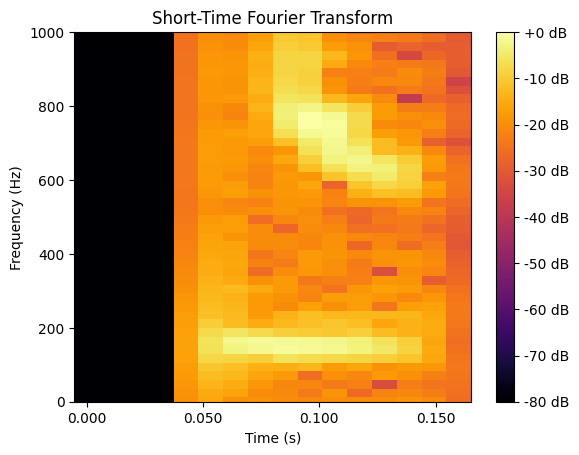 Short-Time Fourier Transform
1000
800
600
400
200
0
Frequency (Hz)
0.000
0.050
0.100
0.150
Time (s)
+0 dB
-10 dB
-20 dB
-30 dB
-40 dB
-50 dB
-60 dB
-70 dB
-80 dB